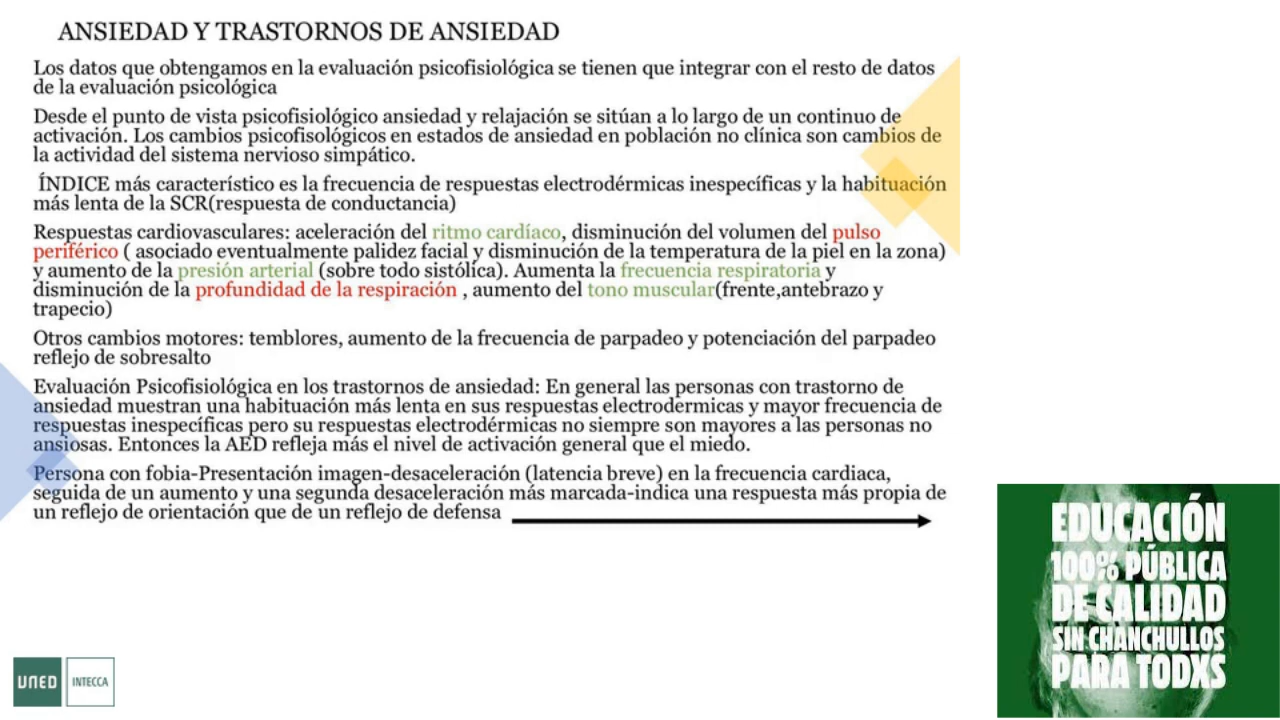 ANSIEDAD Y TRASTORNOS DE ANSIEDAD
Los datos que obtengamos en la evaluación psicofisiológica se tienen que integrar con el resto de datos
de la evaluación psicológica
Desde el punto de vista psicofisiológico ansiedad y relajación se sitúan a lo largo de un continuo de
activación. Los cambios psicofisológicos en estados de ansiedad en población no clínica son cambios de
la actividad del sistema nervioso simpático.
ÍNDICE más característico es la frecuencia de respuestas electrodérmicas inespecíficas y la habituación
más lenta de la SCR(respuesta de conductancia)
Respuestas cardiovasculares: aceleración del ritmo cardíaco, disminución del volumen del pulso
periférico ( asociado eventualmente palidez facial y disminución de la temperatura de la piel en la zona)
y aumento de la presión arterial (sobre todo sistólica). Aumenta la frecuencia respiratoria y
disminución de la profundidad de la respiración , aumento del tono muscular(frente,antebrazo y
trapecio)
Otros cambios motores: temblores, aumento de la frecuencia de parpadeo y potenciación del parpadeo
reflejo de sobresalto
Evaluación Psicofisiológica en los trastornos de ansiedad: En general las personas con trastorno de
ansiedad muestran una habituación más lenta en sus respuestas electrodermicas y mayor frecuencia de
respuestas inespecíficas pero su respuestas electrodérmicas no siempre son mayores a las personas no
ansiosas. Entonces la AED refleja más el nivel de activación general que el miedo.
Persona con fobia-Presentación imagen-desaceleración (latencia breve) en la frecuencia cardiaca,
seguida de un aumento y una segunda desaceleración más marcada-indica una respuesta más propia de
un reflejo de orientación que de un reflejo de defensa
EDUCACIÓN
100% PÚBLICA
DE CALIDAD
SIN CHANCHULLOS
PARA TODXS
UNED
INTECCA